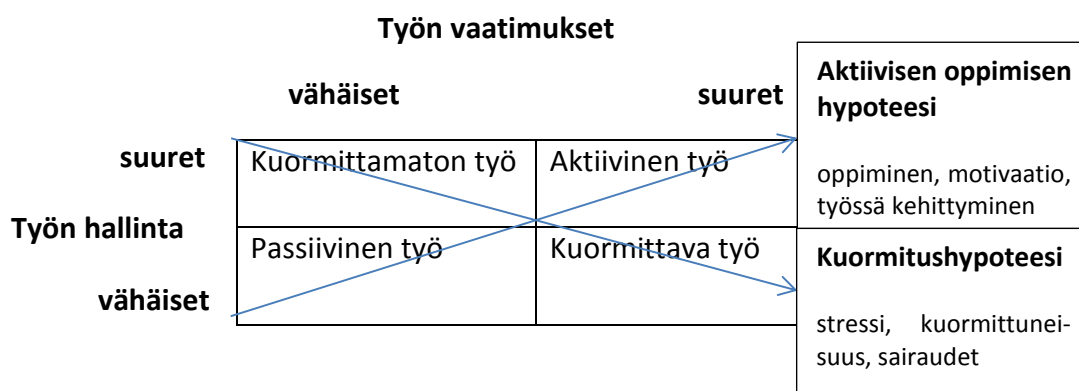 Työn vaatimukset
vähäiset
suuret
Aktiivisen oppimisen
hypoteesi
oppiminen, motivaatio,
työssä kehittyminen
suuret
Kuormittamaton työ
Aktiivinen työ
Työn hallinta
Passiivinen työ
Kuormittava työ
vähäiset
Kuormitushypoteesi
stressi, kuormittunei-
suus, sairaudet